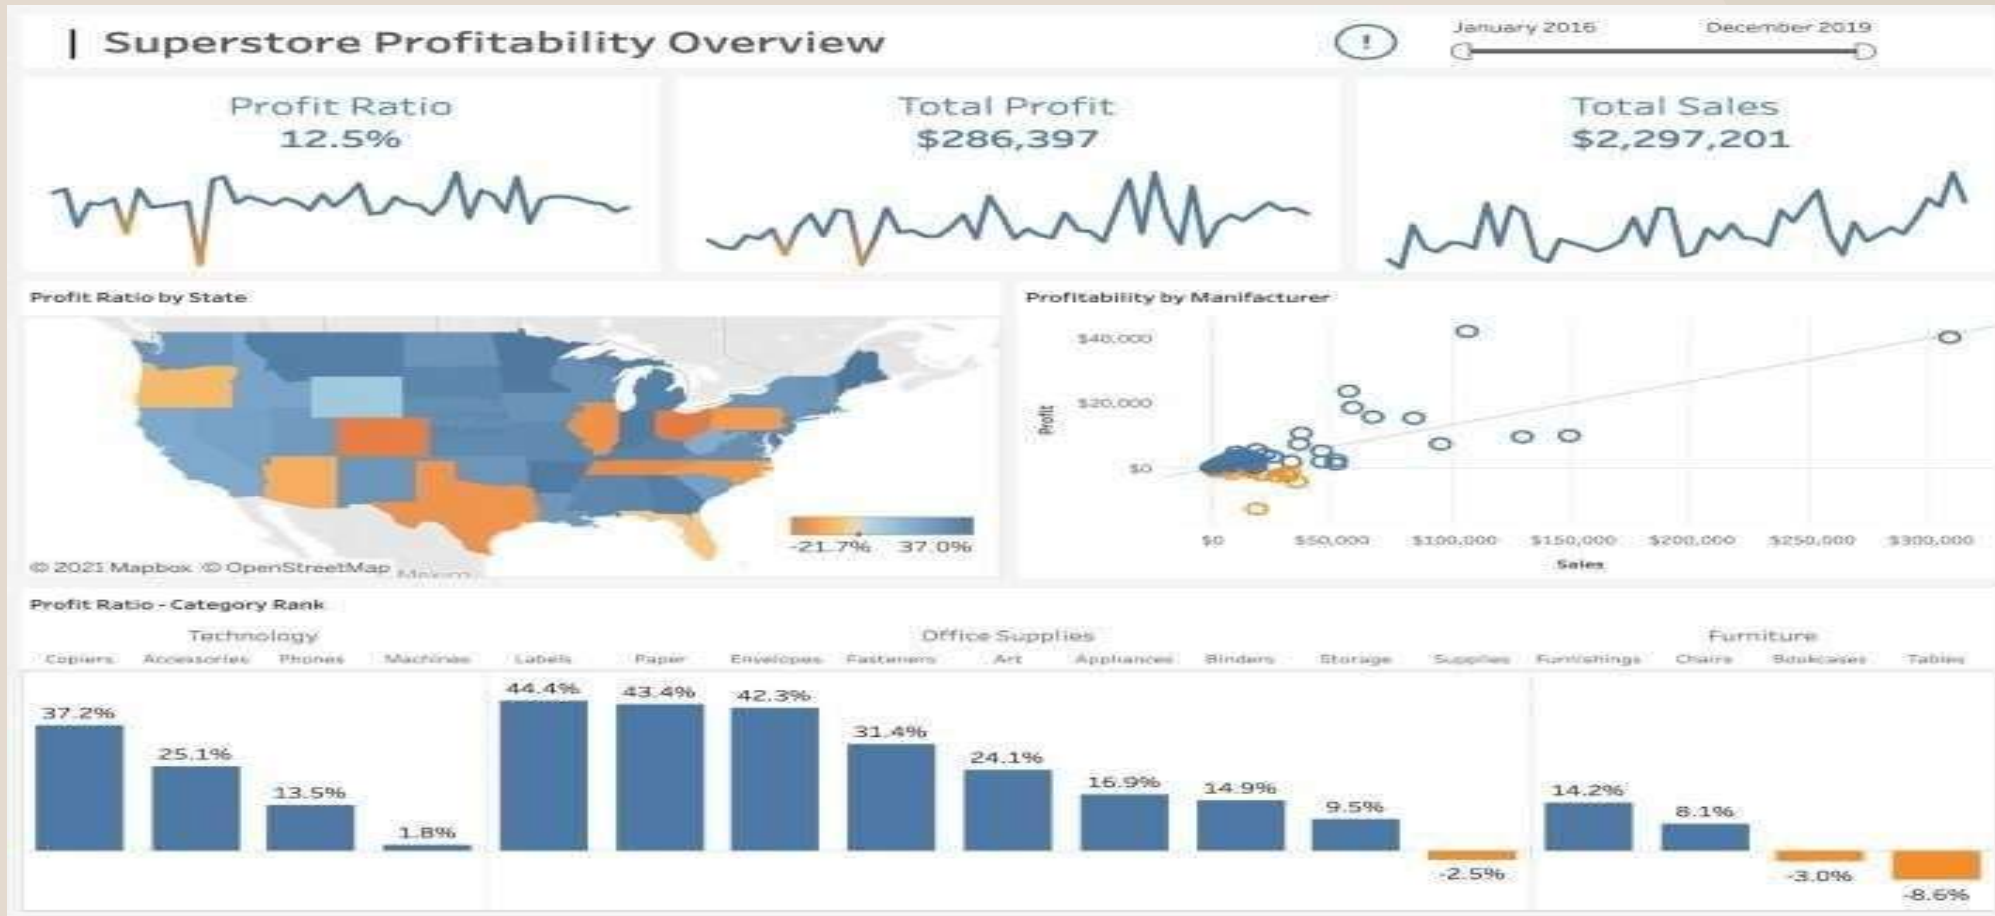 Superstore Profitability Overview
!
January 2016 December 2019
Profit Ratio
12.5%
Total Profit
$286,397
Total Sales
$2,297,201
Profit Ratio by State
-21.7% 37.0%
© 2021 Mapbox © OpenStreetMap
Mexico
Profitability by Manifacturer
Profit
$40,000
$20,000
$0
$0 $50,000 $100,000 $150,000 $200,000 $250,000 $300,000
Sales
Profit Ratio - Category Rank
Technology Office Supplies Furniture
Copiers Accessories Phones Machines Labels Paper Envelopes Fasteners Art Appliances Binders Storage Supplies Furnishings Chairs Bookcases Tables
37.2% 25.1% 13.5% 1.8% 44.4% 43.4% 42.3% 31.4% 24.1% 16.9% 14.9% 9.5% -2.5% 14.2% 8.1% -3.0% -8.6%